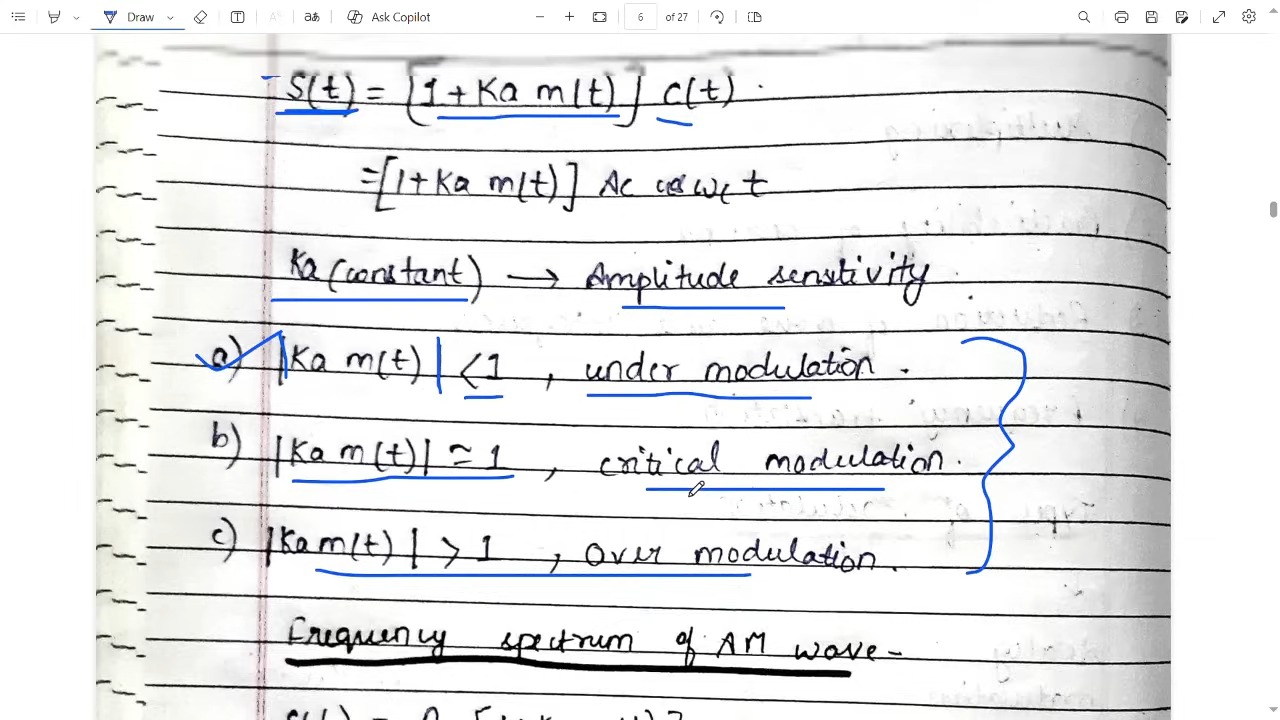 Draw
Ask Copilot
6 of 27
S(t) = [1 + Ka m(t)] c(t) .
= [1 + Ka m(t)] Ac cos ωc t
Ka (constant) → Amplitude sensitivity
a) |Ka m(t)| < 1 , under modulation .
b) |Ka m(t)| ≃ 1 , critical modulation .
c) |Ka m(t)| > 1 , over modulation .
Frequency spectrum of AM wave -